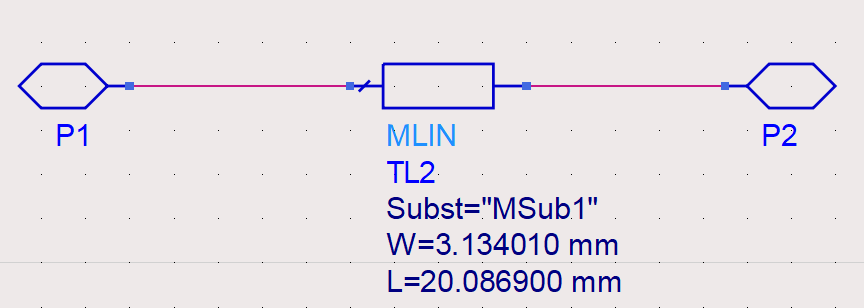 P1
P2
MLIN
TL2
Subst="MSub1"
W=3.134010 mm
L=20.086900 mm